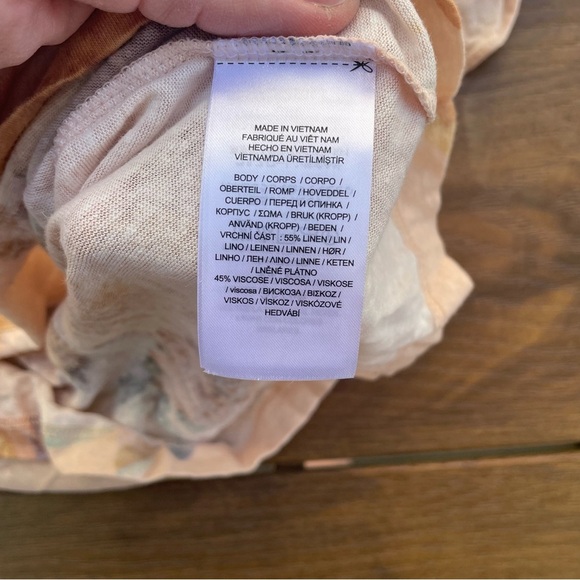 MADE IN VIETNAM
FABRIQUÉ AU VIÊT NAM
HECHO EN VIETNAM
VİETNAM'DA ÜRETİLMİŞTİR
BODY / CORPS / CORPO /
OBERTEIL / ROMP / HOVEDDEL /
CUERPO / ПЕРЕД И СПИНКА /
КОРПУС / ΣΩΜΑ / BRUK (KROPP) /
ANVÄND (KROPP) / BEDEN /
VRCHNÍ ČÁST : 55% LINEN / LIN /
LINO / LEINEN / LINNEN / HØR /
LINHO / ЛЕН / ΛΙΝΟ / LINNE / KETEN
/ LNĚNÉ PLÁTNO
45% VISCOSE / VISCOSA / VISKOSE
/ viscosa / ВИСКОЗА / ΒΙΣΚΟΖ /
VISKOS / VİSKOZ / VISKÓZOVÉ
HEDVÁBÍ